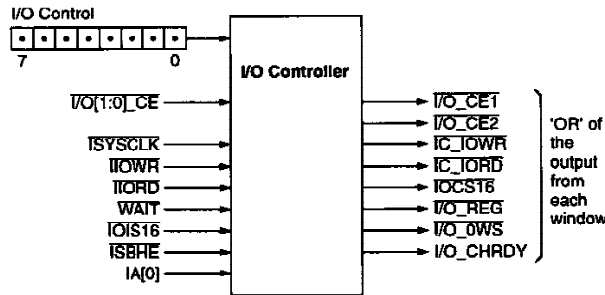 I/O Control
7 0
I/O Controller
I/O[1:0]_CE
ISYSCLK
IIOWR
IIORD
WAIT
IOIS16
ISBHE
IA[0]
I/O_CE1
I/O_CE2
IC_IOWR
IC_IORD
IOCS16
I/O_REG
I/O_0WS
I/O_CHRDY
'OR' of
the
output
from
each
window